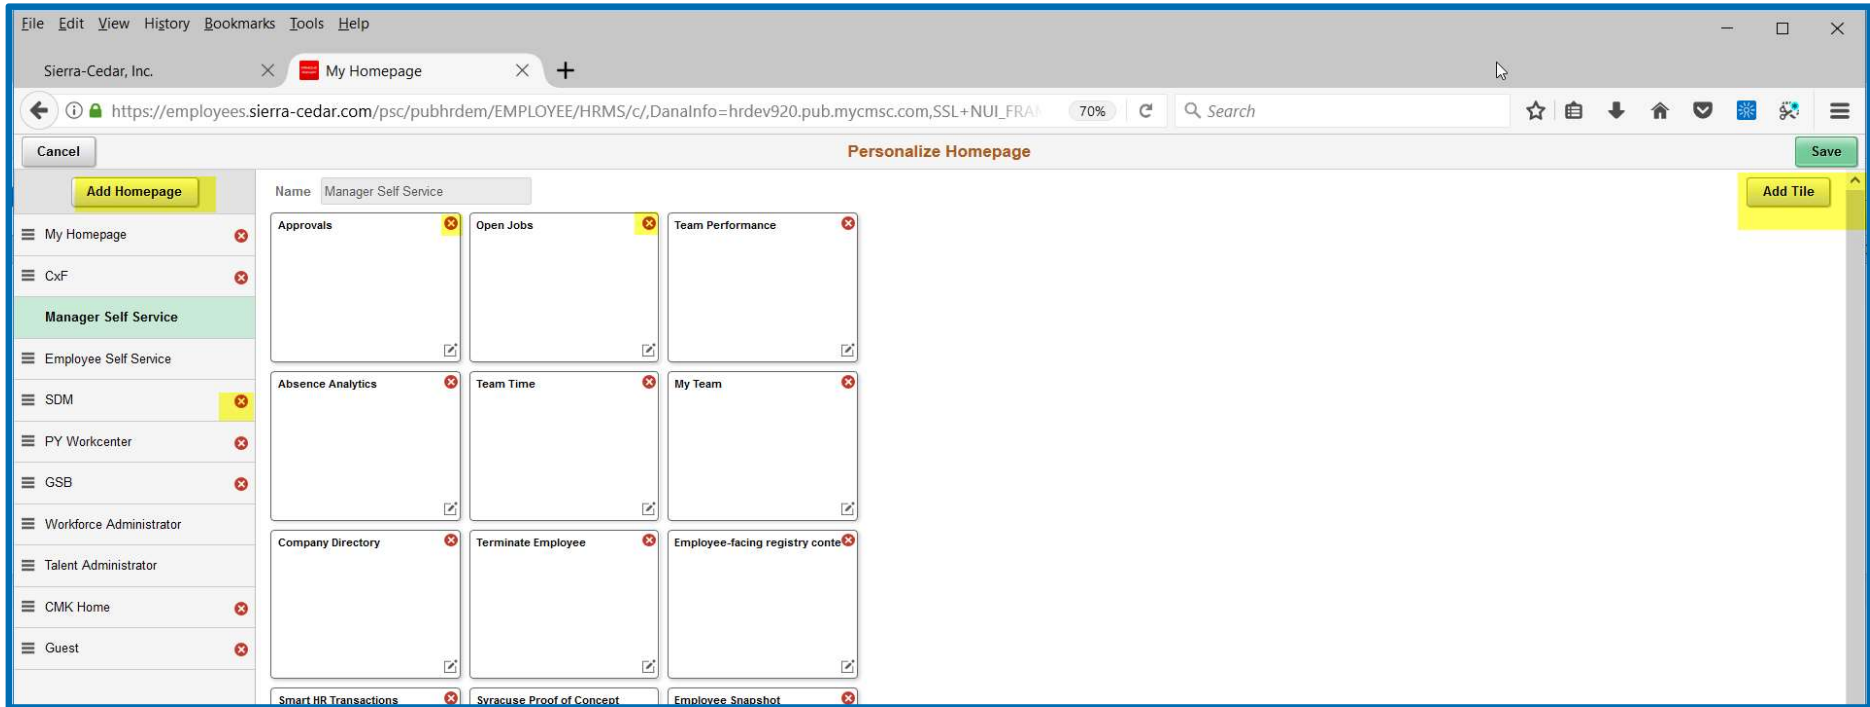 File Edit View History Bookmarks Tools Help
Sierra-Cedar, Inc.
My Homepage
https://employees.sierra-cedar.com/psc/pubhrdem/EMPLOYEE/HRMS/c/,DanaInfo=hrdev920.pub.mycmsc.com,SSL+NUI_FRA
70%
Search
Cancel
Personalize Homepage
Save
Add Homepage
Name Manager Self Service
Add Tile
My Homepage
CxF
Manager Self Service
Employee Self Service
SDM
PY Workcenter
GSB
Workforce Administrator
Talent Administrator
CMK Home
Guest
Approvals
Open Jobs
Team Performance
Absence Analytics
Team Time
My Team
Company Directory
Terminate Employee
Employee-facing registry conte
Smart HR Transactions
Syracuse Proof of Concept
Employee Snapshot